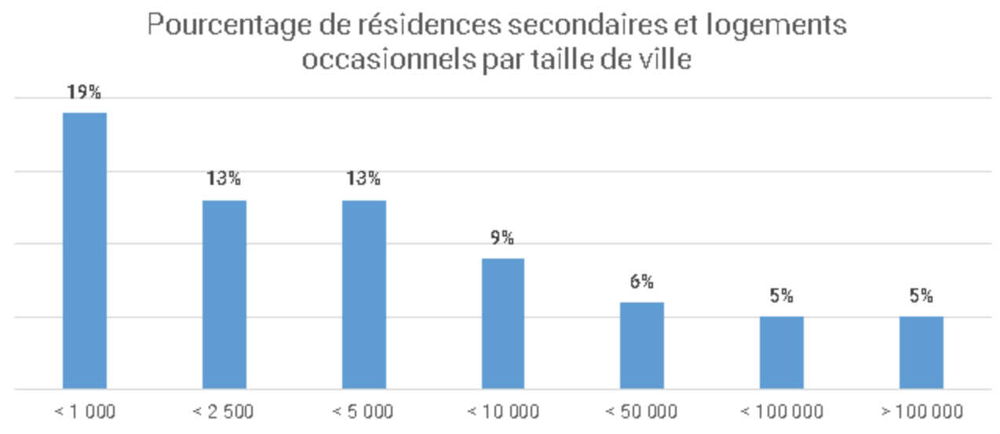 Pourcentage de résidences secondaires et logements
occasionnels par taille de ville
19%
13%
13%
9%
6%
5%
5%
< 1 000
< 2 500
< 5 000
< 10 000
< 50 000
< 100 000
> 100 000